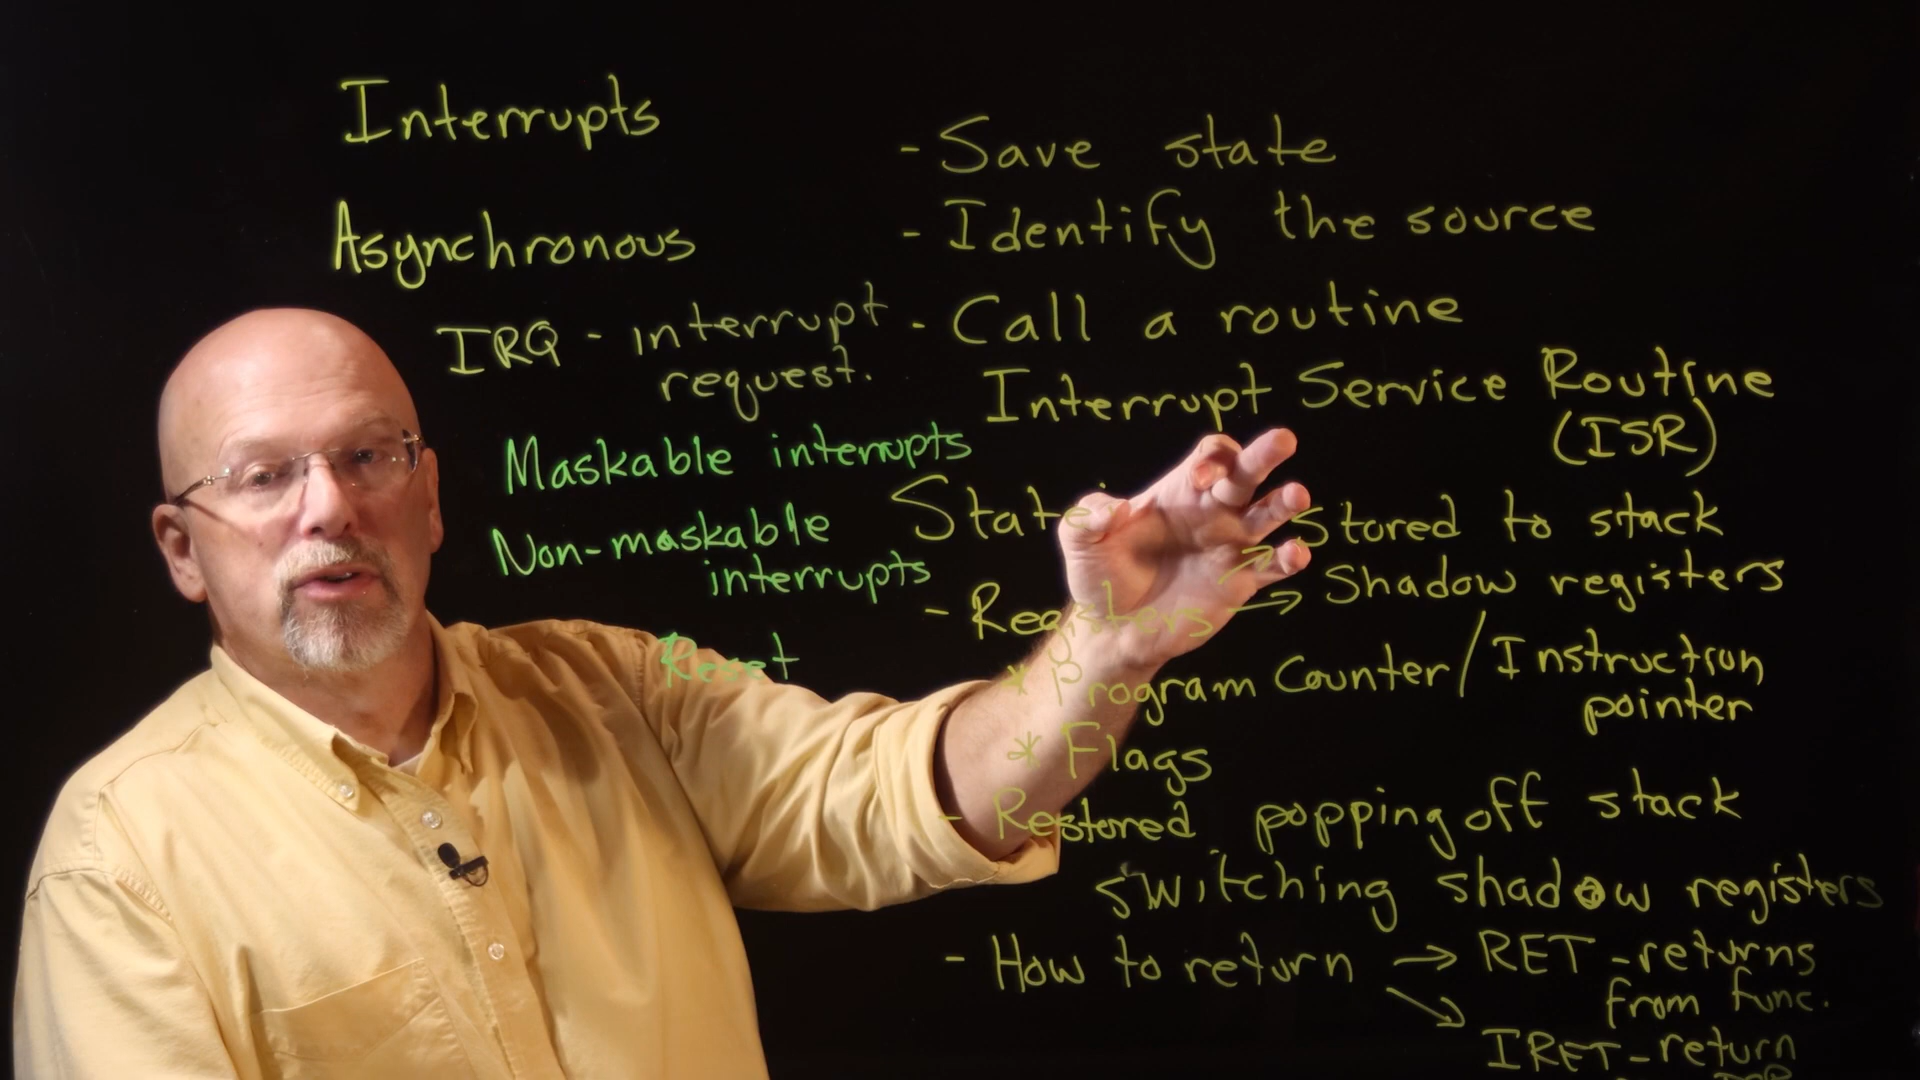 Interrupts
Asynchronous
IRQ - interrupt
request.
Maskable interrupts
Non-maskable
interrupts
Reset
- Save state
- Identify the source
- Call a routine
Interrupt Service Routine
(ISR)
State:
- Registers → Stored to stack
→ Shadow registers
* Program Counter/Instruction
pointer
* Flags
- Restored popping off stack
switching shadow registers
- How to return → RET - returns
from func.
↘ IRET - return